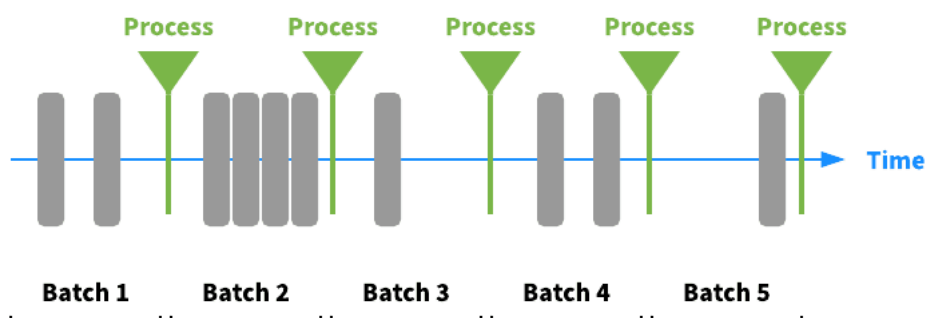 Process Process Process Process Process
Time
Batch 1 Batch 2 Batch 3 Batch 4 Batch 5